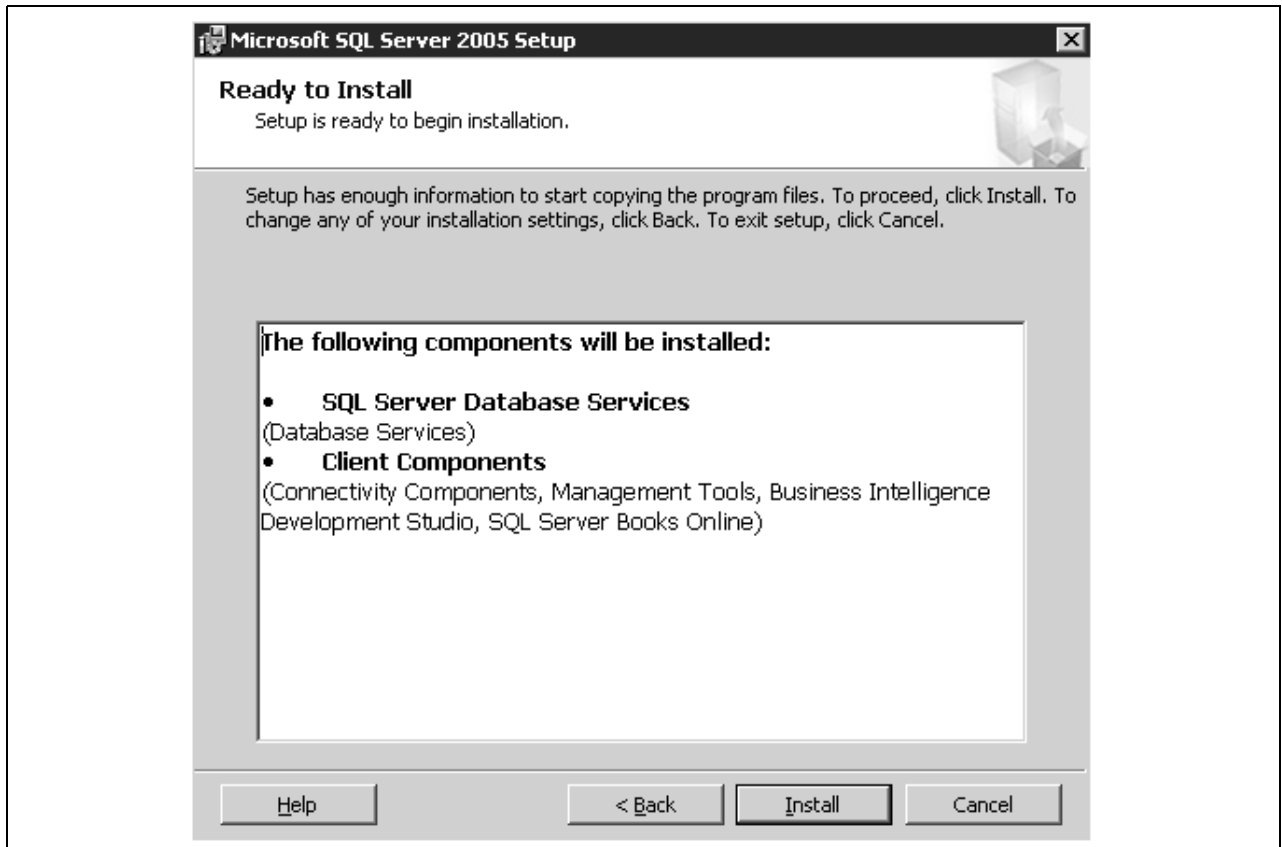 Microsoft SQL Server 2005 Setup
Ready to Install
Setup is ready to begin installation.
Setup has enough information to start copying the program files. To proceed, click Install. To
change any of your installation settings, click Back. To exit setup, click Cancel.
The following components will be installed:
• SQL Server Database Services
(Database Services)
• Client Components
(Connectivity Components, Management Tools, Business Intelligence
Development Studio, SQL Server Books Online)
Help < Back Install Cancel